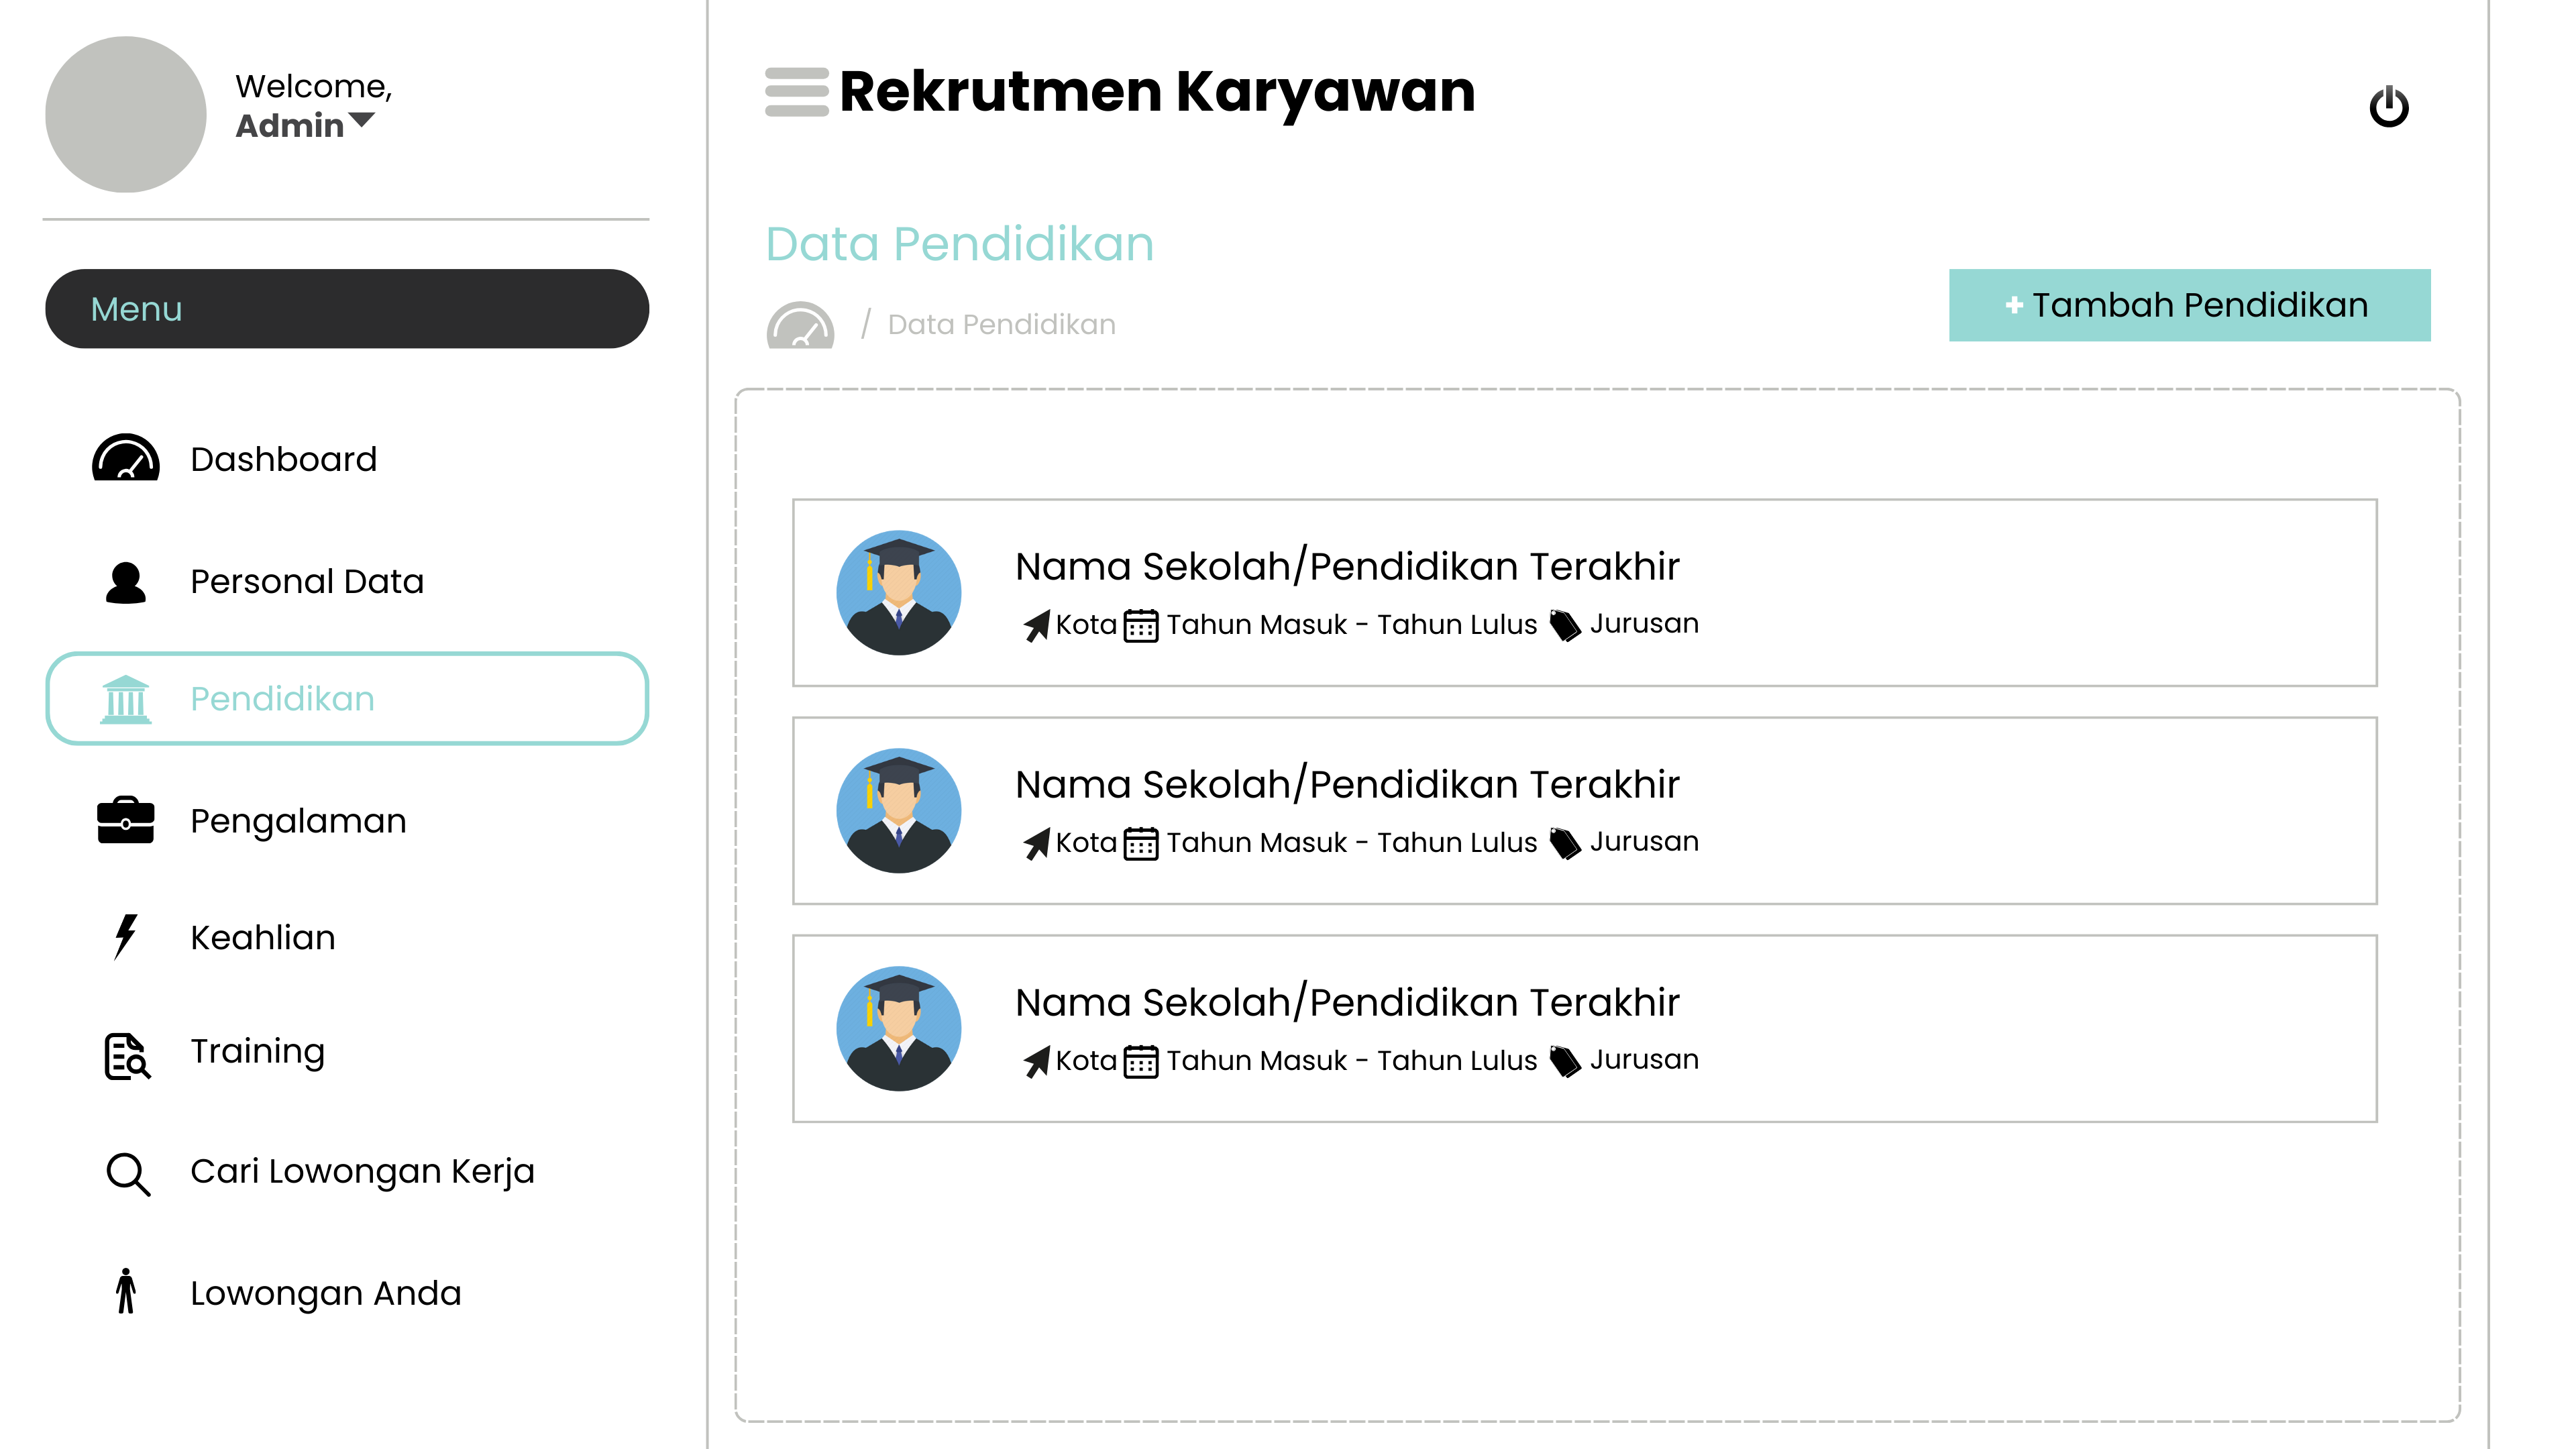 Welcome,
Admin
Menu
Dashboard
Personal Data
Pendidikan
Pengalaman
Keahlian
Training
Cari Lowongan Kerja
Lowongan Anda
Rekrutmen Karyawan
Data Pendidikan
/ Data Pendidikan
+ Tambah Pendidikan
Nama Sekolah/Pendidikan Terakhir
Kota Tahun Masuk - Tahun Lulus Jurusan
Nama Sekolah/Pendidikan Terakhir
Kota Tahun Masuk - Tahun Lulus Jurusan
Nama Sekolah/Pendidikan Terakhir
Kota Tahun Masuk - Tahun Lulus Jurusan